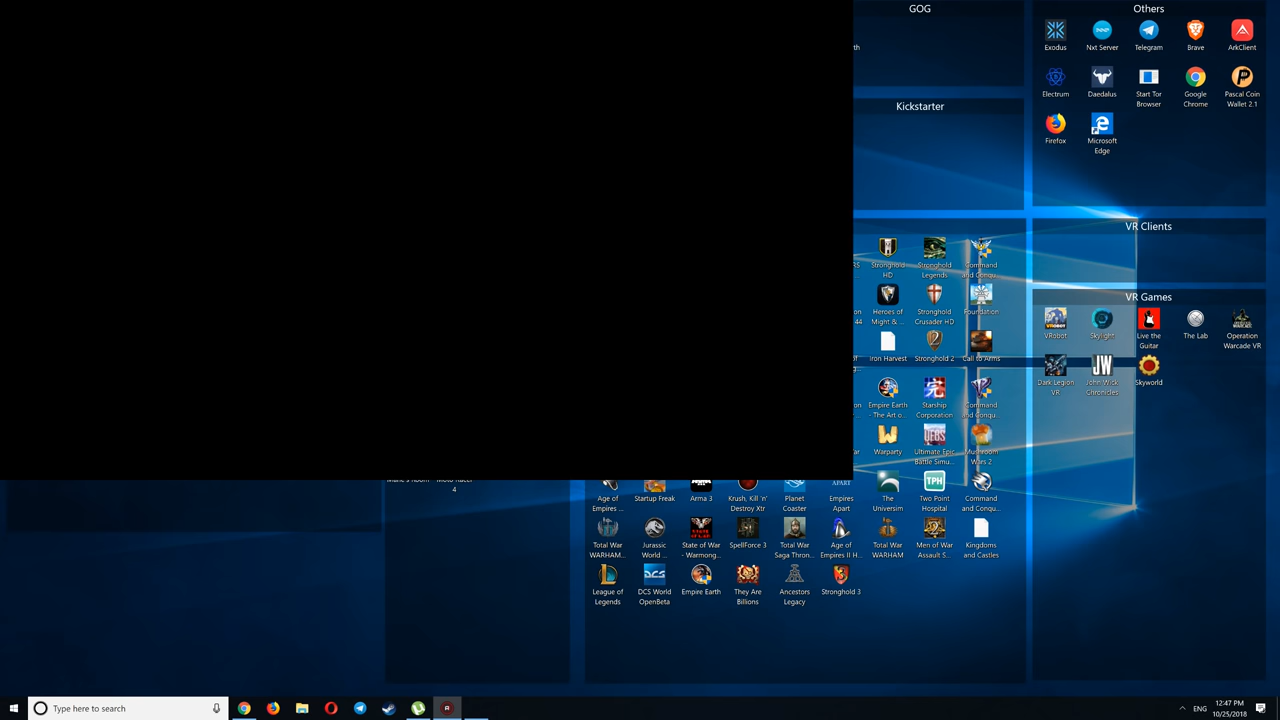 GOG
th
Kickstarter
Others
Exodus
Nxt Server
Telegram
Brave
ArkClient
Electrum
Daedalus
Start Tor
Browser
Google
Chrome
Pascal Coin
Wallet 2.1
Firefox
Microsoft
Edge
VR Clients
VR Games
VRobot
Skylight
Live the
Guitar
The Lab
Operation
Warcade VR
Dark Legion
VR
John Wick
Chronicles
Skyworld
Stronghold
HD
Stronghold
Legends
Command
and Conqu...
Heroes of
Might & ...
Stronghold
Crusader HD
Foundation
44
Iron Harvest
Stronghold 2
Call to Arms
Empire Earth
- The Art o...
Starship
Corporation
Command
and Conqu...
Warparty
Ultimate Epic
Battle Simu...
Mushroom
Wars 2
4
Age of
Empires ...
Startup Freak
Arma 3
Krush, Kill 'n'
Destroy Xtr
Planet
Coaster
APART
Empires
Apart
The
Universim
TPH
Two Point
Hospital
Command
and Conqu...
Total War
WARHAM...
Jurassic
World ...
State of War
- Warmong...
SpellForce 3
Total War
Saga Thron...
Age of
Empires II H...
Total War
WARHAM
Men of War
Assault S...
Kingdoms
and Castles
League of
Legends
DCS World
OpenBeta
Empire Earth
They Are
Billions
Ancestors
Legacy
Stronghold 3
Type here to search
ENG
12:47 PM
10/25/2018